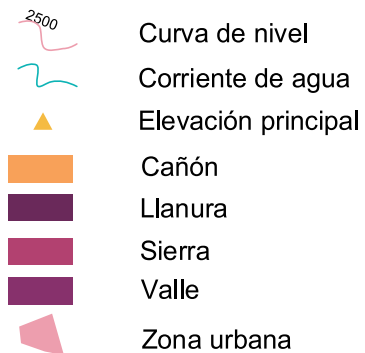 2500
Curva de nivel
Corriente de agua
Elevación principal
Cañón
Llanura
Sierra
Valle
Zona urbana